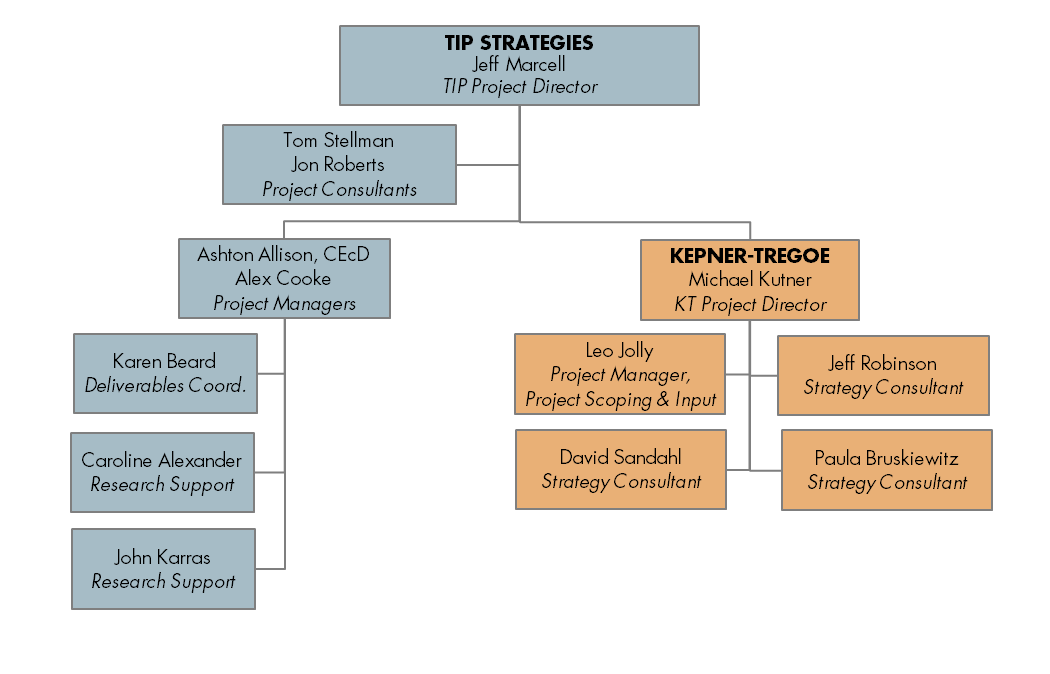 TIP STRATEGIES
Jeff Marcell
TIP Project Director
Tom Stellman
Jon Roberts
Project Consultants
Ashton Allison, CEcD
Alex Cooke
Project Managers
KEPNER-TREGOE
Michael Kutner
KT Project Director
Karen Beard
Deliverables Coord.
Leo Jolly
Project Manager,
Project Scoping & Input
Jeff Robinson
Strategy Consultant
Caroline Alexander
Research Support
David Sandahl
Strategy Consultant
Paula Bruskiewitz
Strategy Consultant
John Karras
Research Support